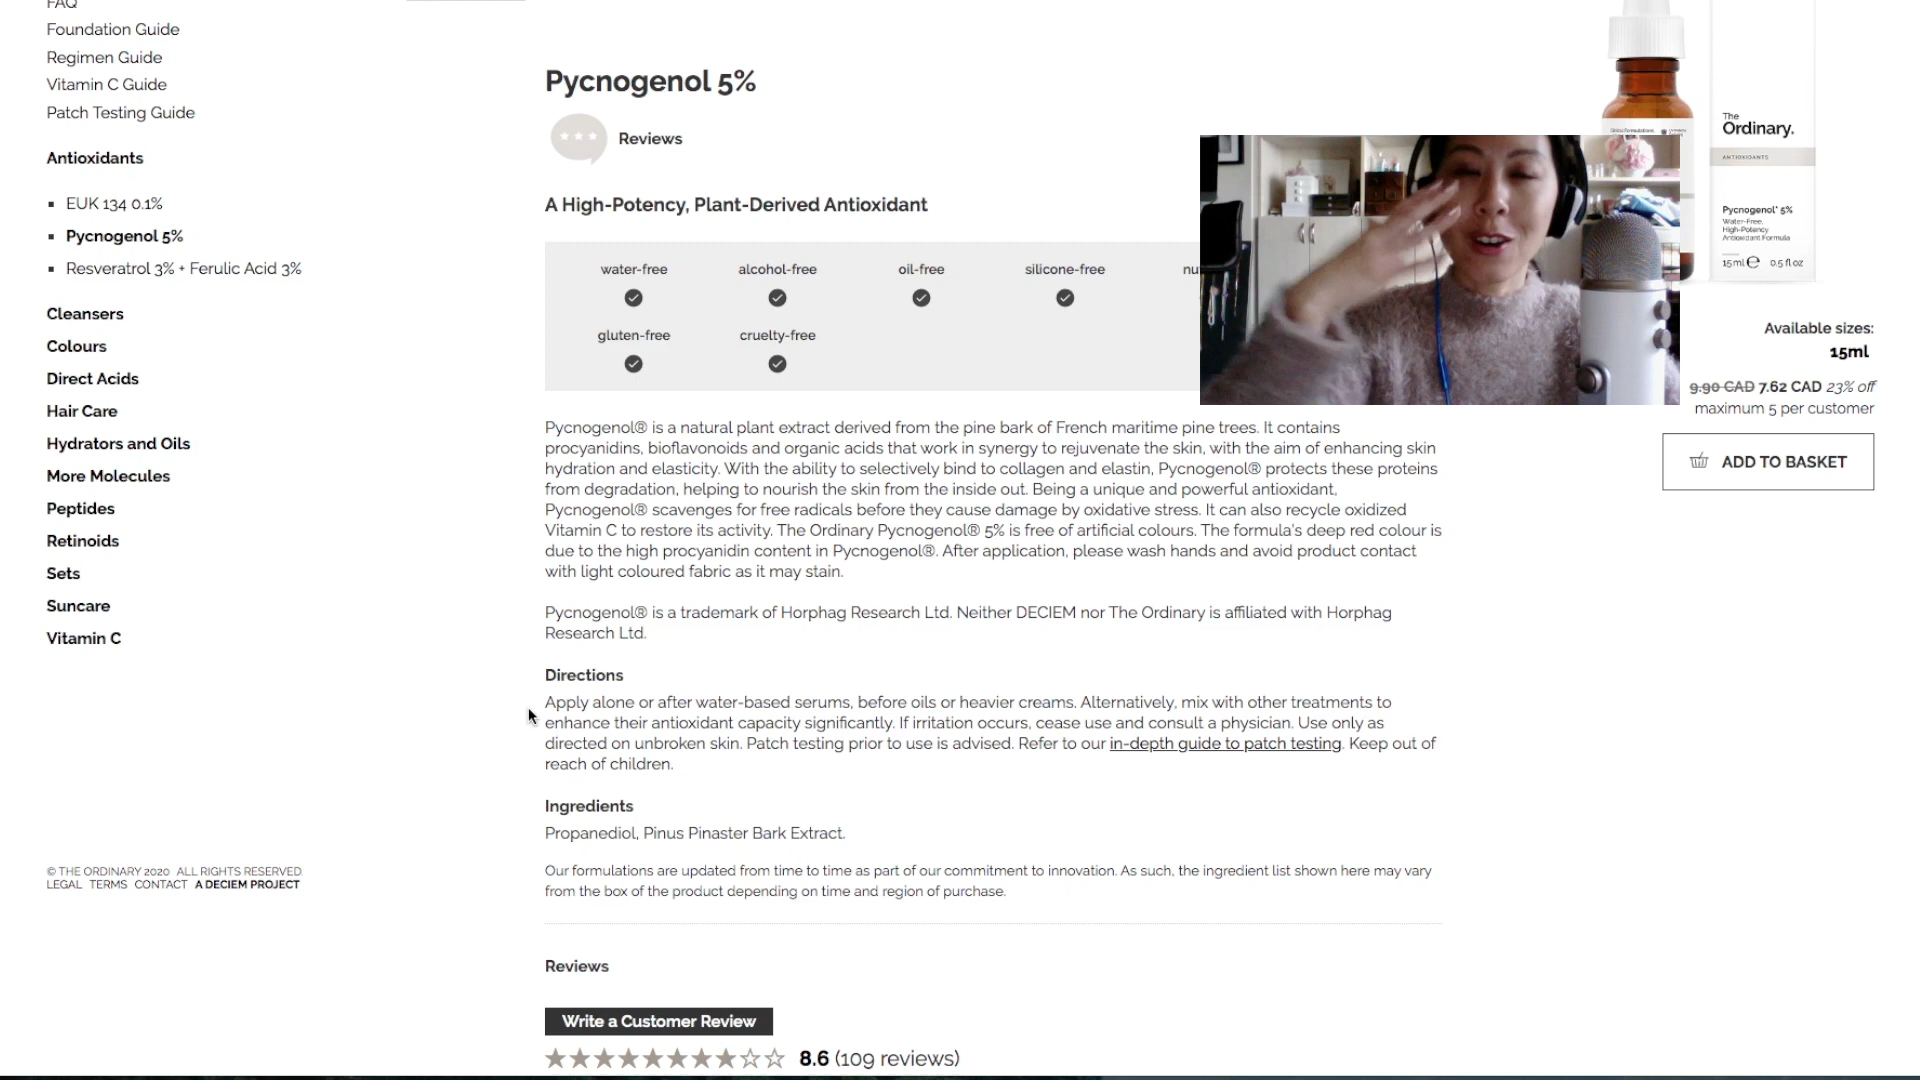 FAQ
Foundation Guide
Regimen Guide
Vitamin C Guide
Patch Testing Guide
Antioxidants
EUK 134 0.1%
Pycnogenol 5%
Resveratrol 3% + Ferulic Acid 3%
Cleansers
Colours
Direct Acids
Hair Care
Hydrators and Oils
More Molecules
Peptides
Retinoids
Sets
Suncare
Vitamin C
© THE ORDINARY 2020 ALL RIGHTS RESERVED
LEGAL TERMS CONTACT A DECIEM PROJECT
Pycnogenol 5%
Reviews
A High-Potency, Plant-Derived Antioxidant
water-free alcohol-free oil-free silicone-free
gluten-free cruelty-free
Pycnogenol® is a natural plant extract derived from the pine bark of French maritime pine trees. It contains
procyanidins, bioflavonoids and organic acids that work in synergy to rejuvenate the skin, with the aim of enhancing skin
hydration and elasticity. With the ability to selectively bind to collagen and elastin, Pycnogenol® protects these proteins
from degradation, helping to nourish the skin from the inside out. Being a unique and powerful antioxidant,
Pycnogenol® scavenges for free radicals before they cause damage by oxidative stress. It can also recycle oxidized
Vitamin C to restore its activity. The Ordinary Pycnogenol® 5% is free of artificial colours. The formula's deep red colour is
due to the high procyanidin content in Pycnogenol®. After application, please wash hands and avoid product contact
with light coloured fabric as it may stain.
Pycnogenol® is a trademark of Horphag Research Ltd. Neither DECIEM nor The Ordinary is affiliated with Horphag
Research Ltd.
Directions
Apply alone or after water-based serums, before oils or heavier creams. Alternatively, mix with other treatments to
enhance their antioxidant capacity significantly. If irritation occurs, cease use and consult a physician. Use only as
directed on unbroken skin. Patch testing prior to use is advised. Refer to our in-depth guide to patch testing. Keep out of
reach of children.
Ingredients
Propanediol, Pinus Pinaster Bark Extract.
Our formulations are updated from time to time as part of our commitment to innovation. As such, the ingredient list shown here may vary
from the box of the product depending on time and region of purchase.
Reviews
Write a Customer Review
8.6 (109 reviews)
The
Ordinary.
ANTIOXIDANTS
Pycnogenol® 5%
Water-Free,
High-Potency
Antioxidant Formula
15 ml e 0.5 fl oz
Available sizes:
15ml
9.90 CAD 7.62 CAD 23% off
maximum 5 per customer
ADD TO BASKET